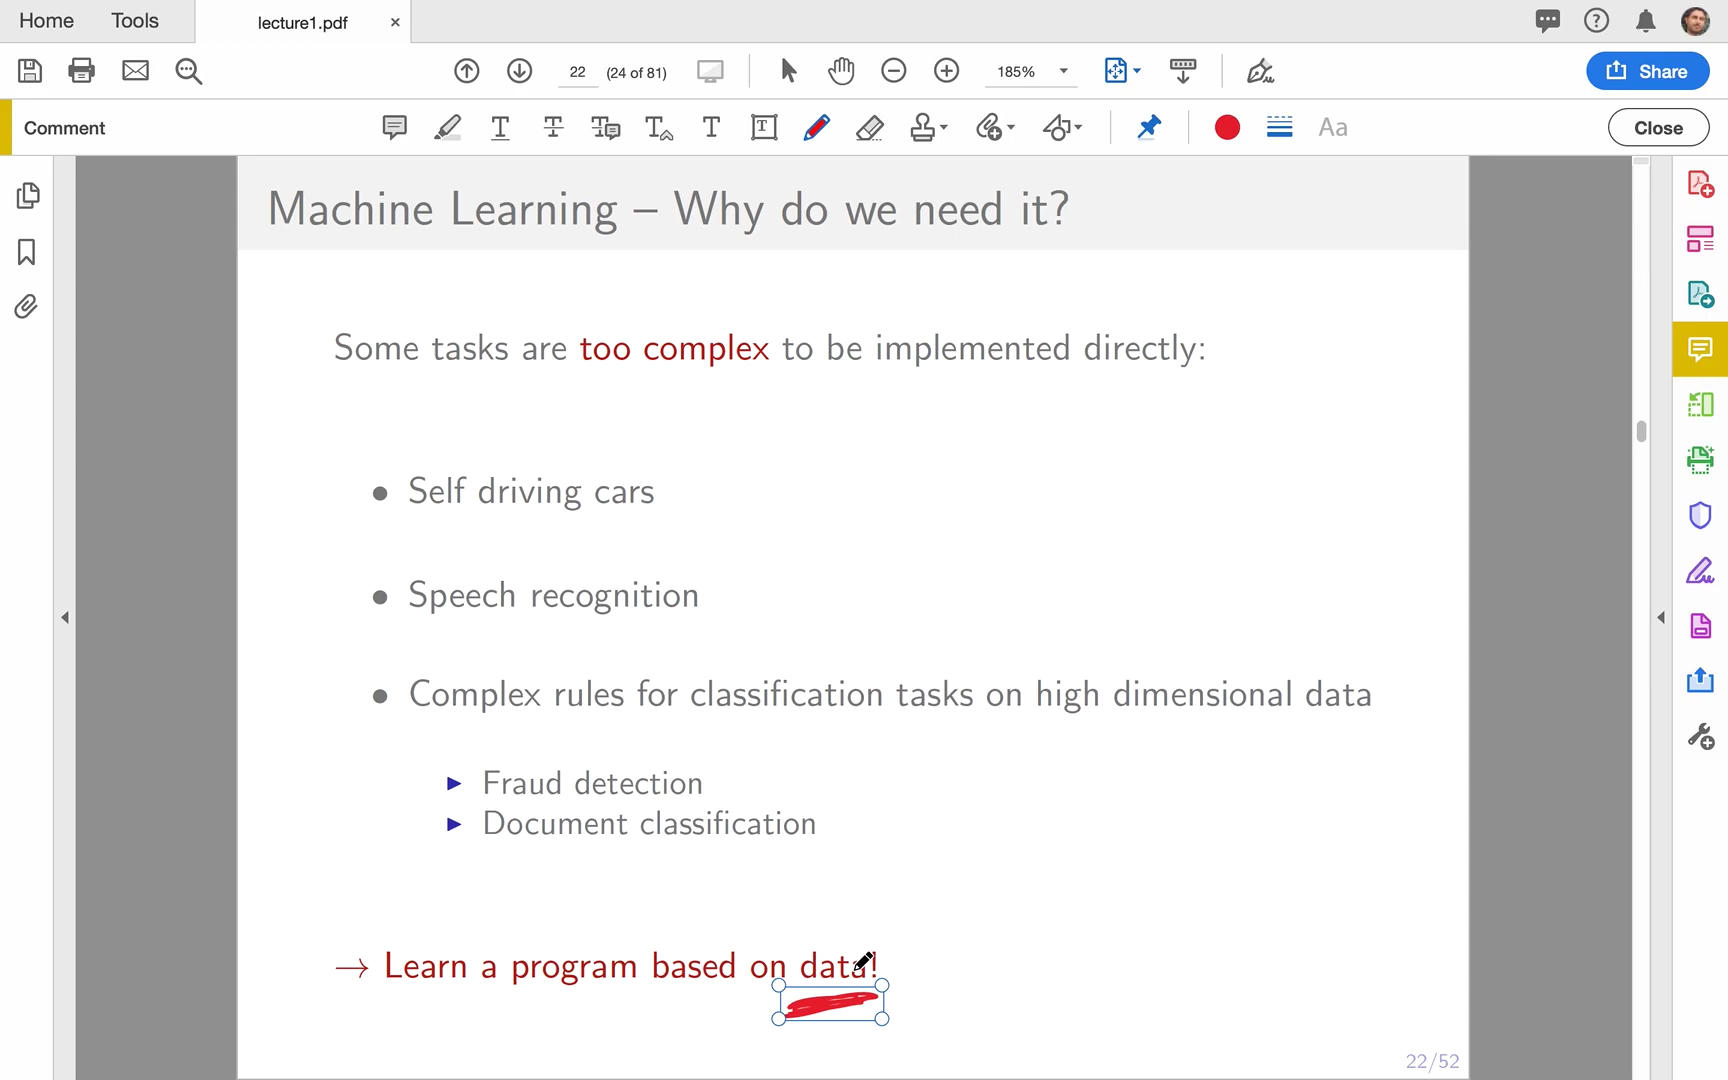 Home Tools lecture1.pdf ×
22 (24 of 81) 185% Share
Comment T T T T T T Aa Close
Machine Learning – Why do we need it?
Some tasks are too complex to be implemented directly:
• Self driving cars
• Speech recognition
• Complex rules for classification tasks on high dimensional data
▶ Fraud detection
▶ Document classification
→ Learn a program based on data!
22/52